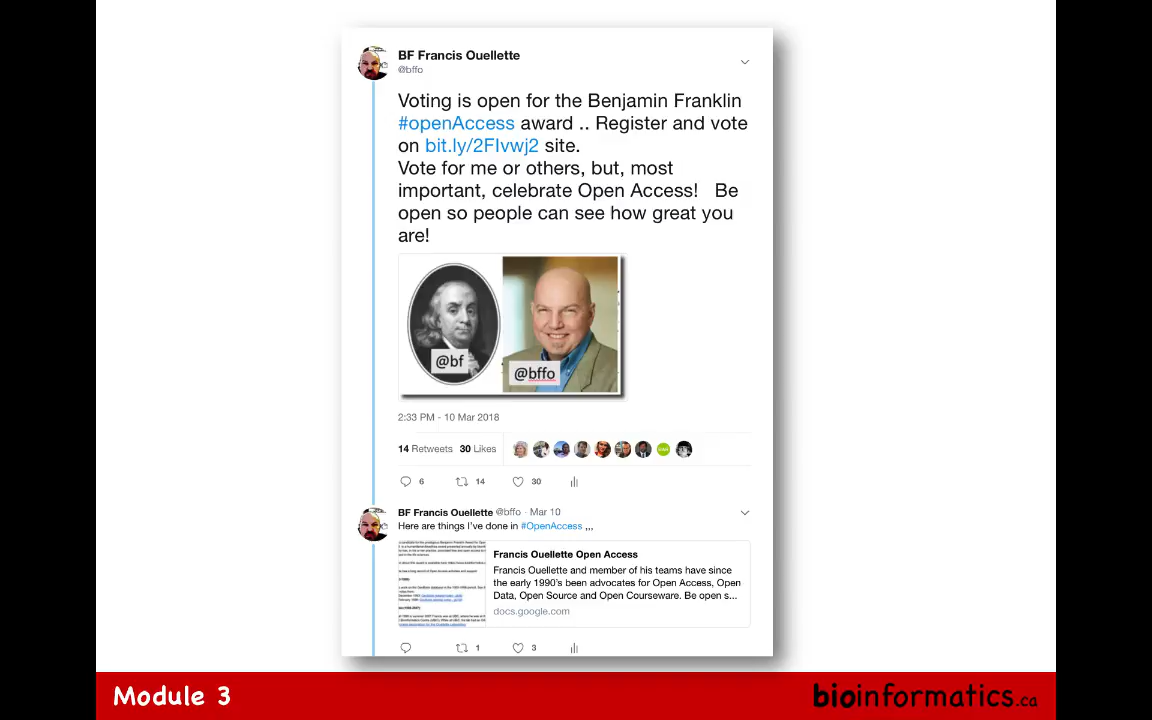 BF Francis Ouellette
@bffo
Voting is open for the Benjamin Franklin
#openAccess award .. Register and vote
on bit.ly/2FIvwj2 site.
Vote for me or others, but, most
important, celebrate Open Access!   Be
open so people can see how great you
are!
@bf
@bffo
2:33 PM - 10 Mar 2018
14 Retweets 30 Likes
6 14 30
BF Francis Ouellette @bffo · Mar 10
Here are things I've done in #OpenAccess ,,,
Francis Ouellette Open Access
Francis Ouellette and member of his teams have since
the early 1990's been advocates for Open Access, Open
Data, Open Source and Open Courseware. Be open s...
docs.google.com
1 3
Module 3
bioinformatics.ca